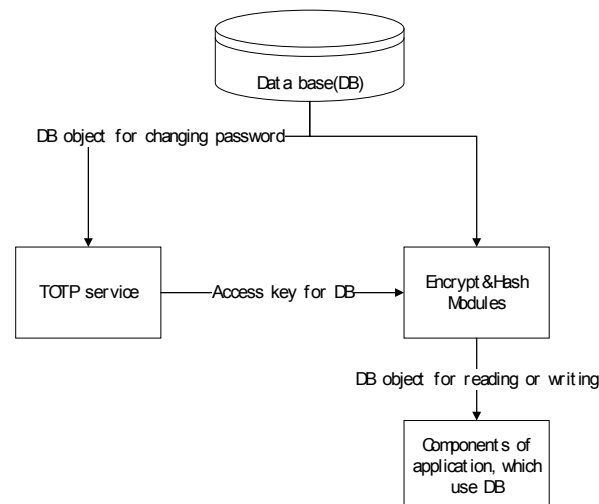 Data base(DB)
DB object for changing password
TOTP service
Access key for DB
Encrypt&Hash
Modules
DB object for reading or writing
Components of
application, which
use DB